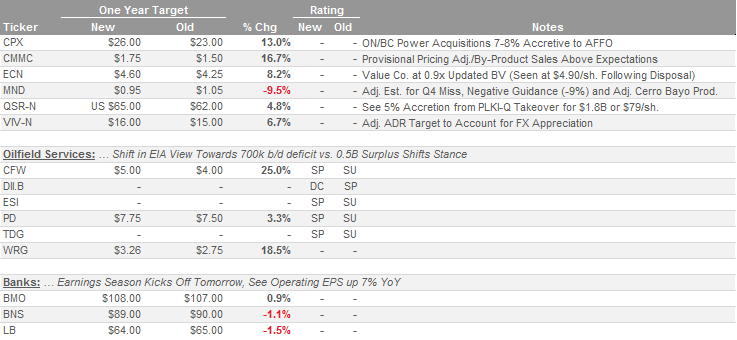 One Year Target Rating
Ticker New Old % Chg New Old Notes
CPX $26.00 $23.00 13.0% - - ON/BC Power Acquisitions 7-8% Accretive to AFFO
CMMC $1.75 $1.50 16.7% - - Provisional Pricing Adj./By-Product Sales Above Expectations
ECN $4.60 $4.25 8.2% - - Value Co. at 0.9x Updated BV (Seen at $4.90/sh. Following Disposal)
MND $0.95 $1.05 -9.5% - - Adj. Est. for Q4 Miss, Negative Guidance (-9%) and Adj. Cerro Bayo Prod.
QSR-N US $65.00 $62.00 4.8% - - See 5% Accretion from PLKI-Q Takeover for $1.8B or $79/sh.
VIV-N $16.00 $15.00 6.7% - - Adj. ADR Target to Account for FX Appreciation
Oilfield Services: ... Shift in EIA View Towards 700k b/d deficit vs. 0.5B Surplus Shifts Stance
CFW $5.00 $4.00 25.0% SP SU
DII.B - - - DC SP
ESI - - - SP SU
PD $7.75 $7.50 3.3% SP SU
TDG - - - SP SU
WRG $3.26 $2.75 18.5% - -
Banks: ... Earnings Season Kicks Off Tomorrow, See Operating EPS up 7% YoY
BMO $108.00 $107.00 0.9% - -
BNS $89.00 $90.00 -1.1% - -
LB $64.00 $65.00 -1.5% - -